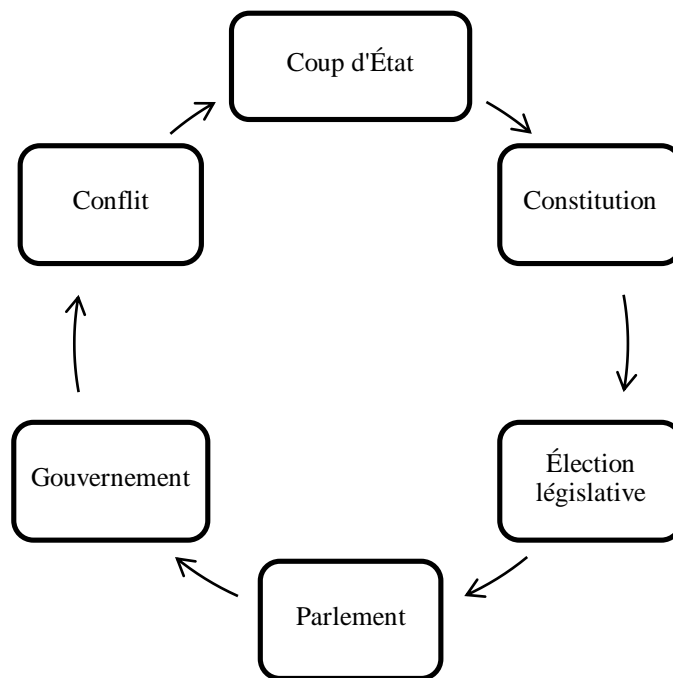 Coup d'État
Constitution
Élection
législative
Parlement
Gouvernement
Conflit